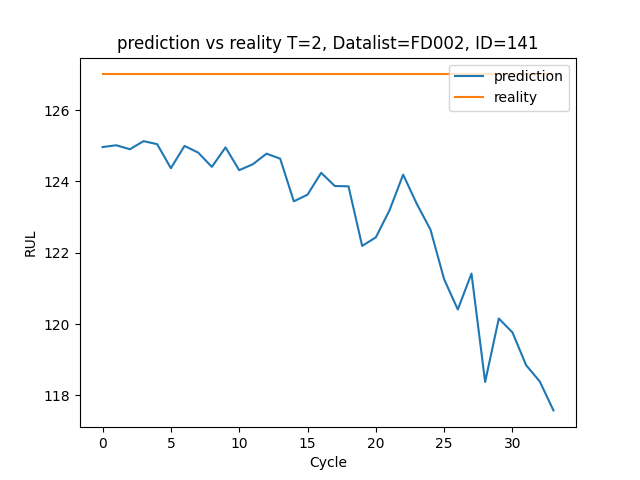 prediction vs reality T=2, Datalist=FD002, ID=141
prediction
reality
126
124
122
120
118
RUL
0 5 10 15 20 25 30
Cycle